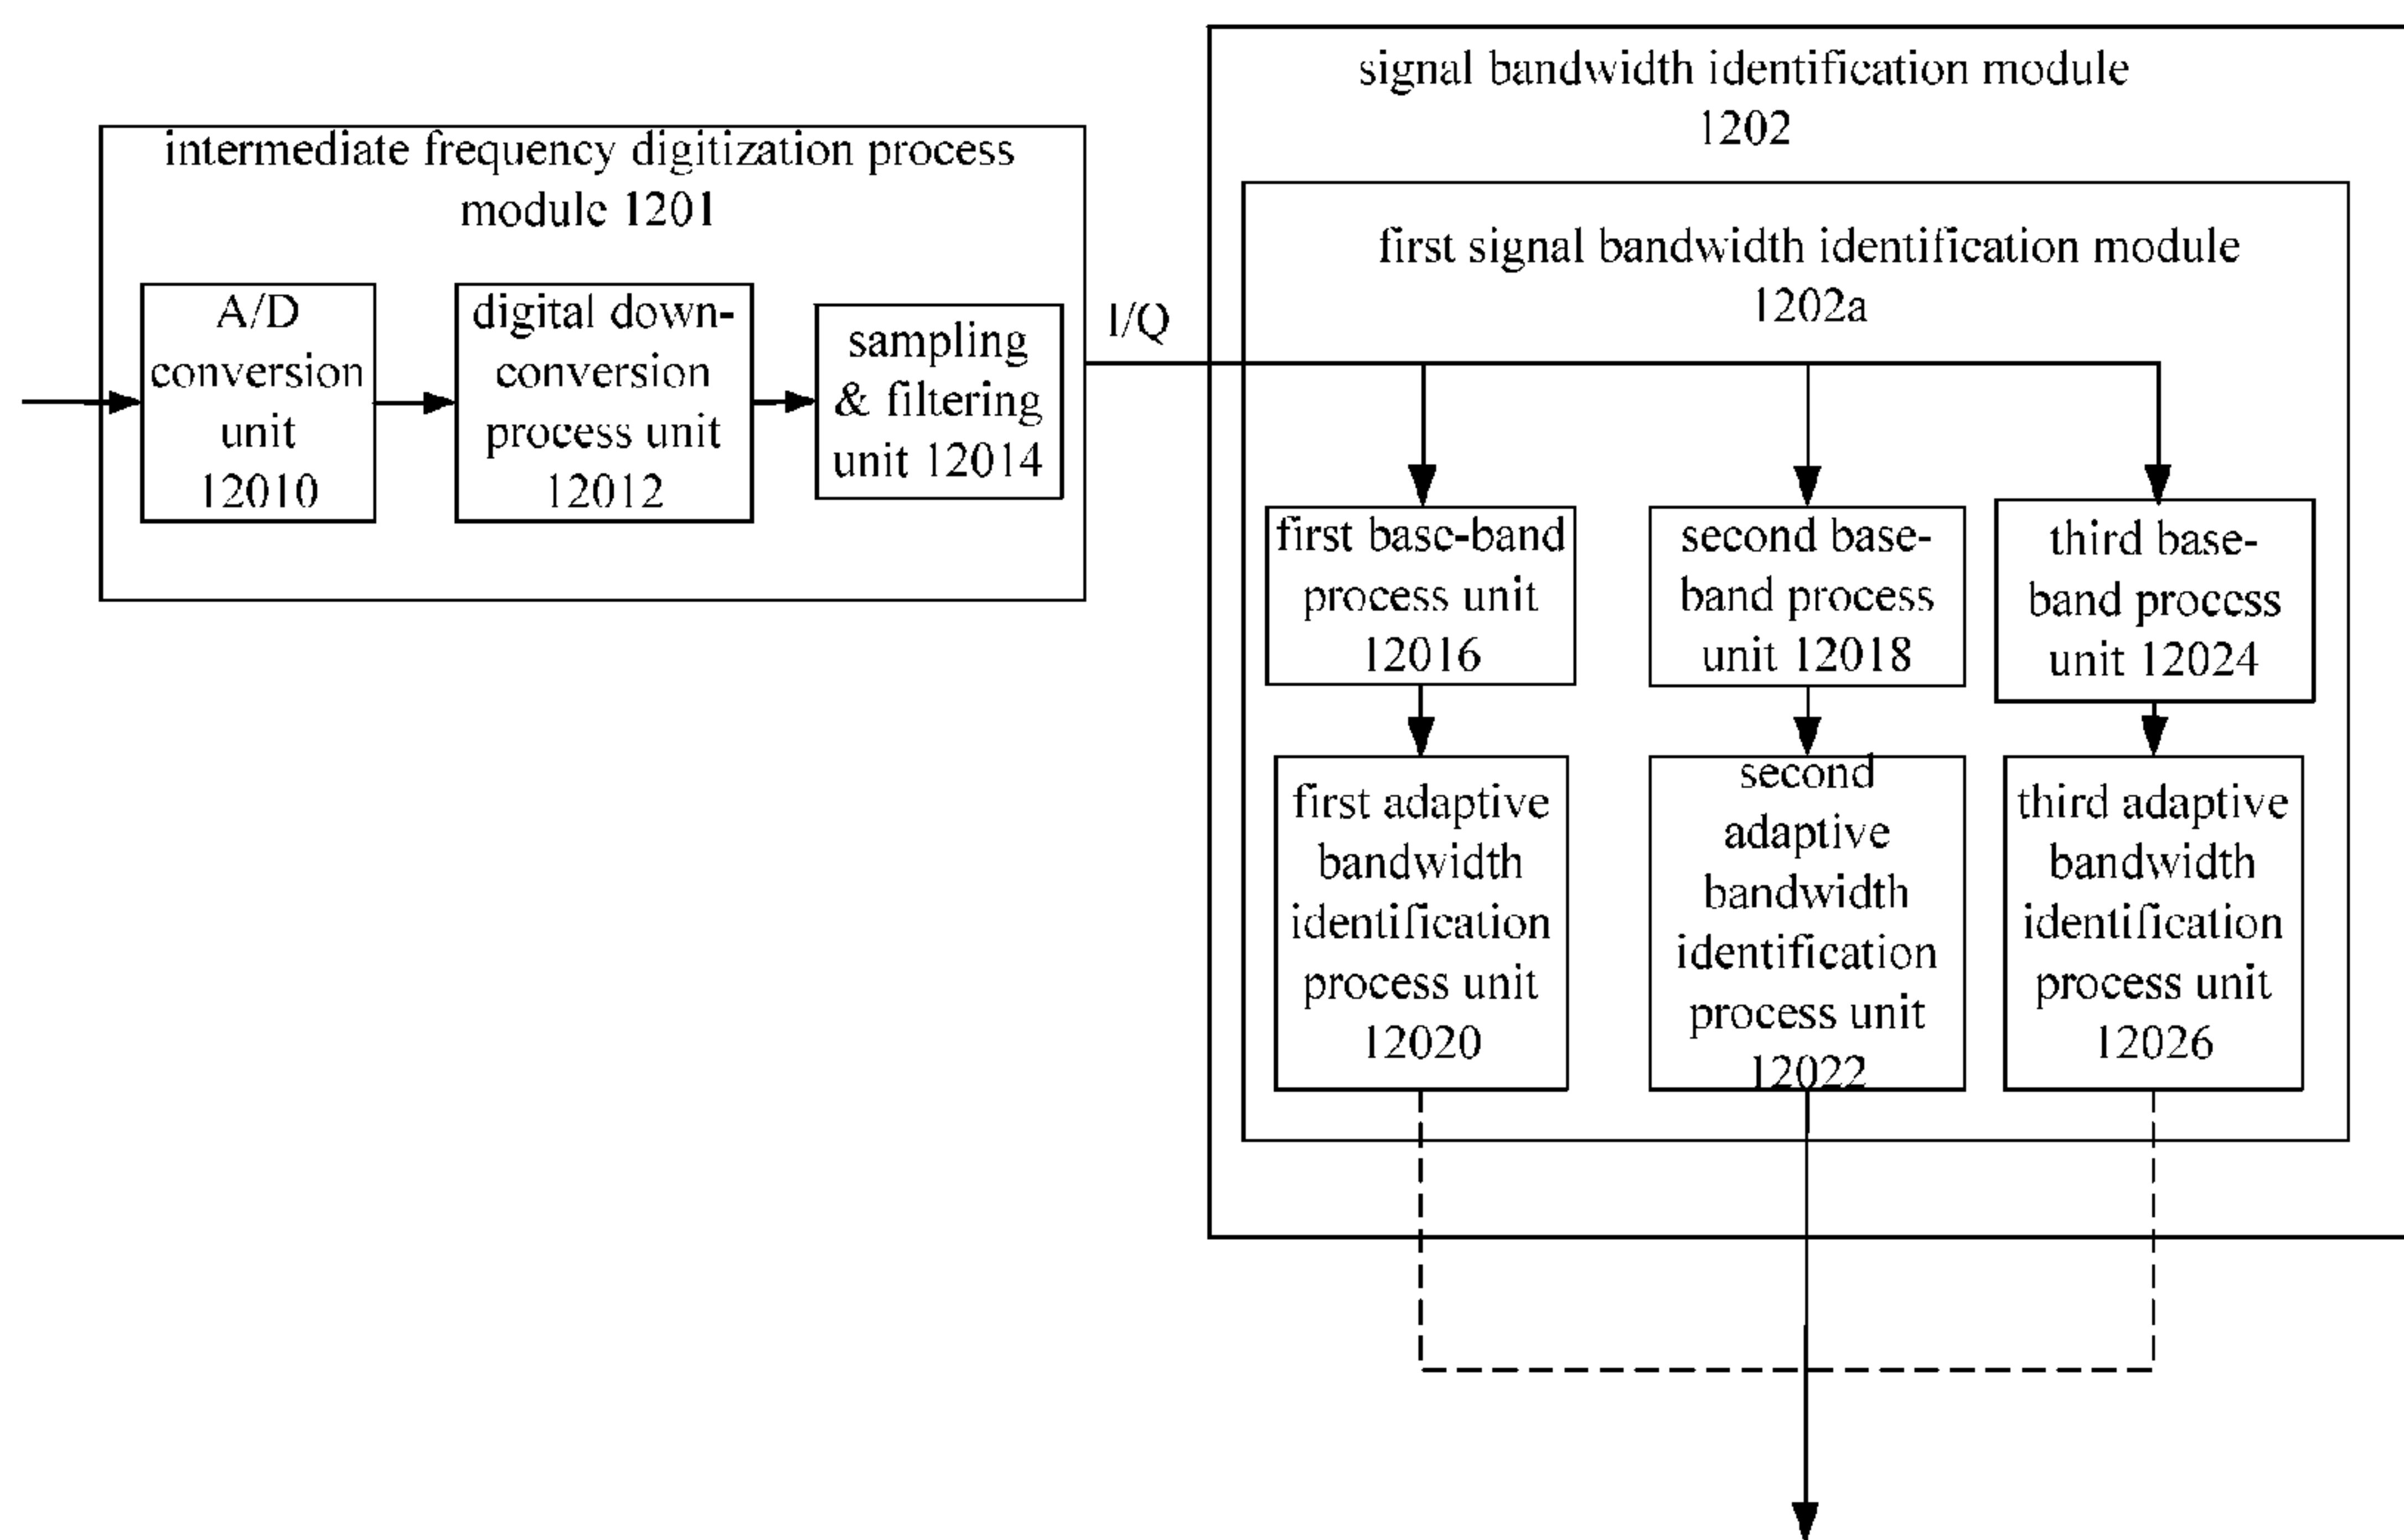 signal bandwidth identification module
1202
intermediate frequency digitization process
module 1201
first signal bandwidth identification module
1202a
A/D
conversion
unit
12010
digital down-
conversion
process unit
12012
sampling
& filtering
unit 12014
I/Q
first base-band
process unit
12016
second base-
band process
unit 12018
third base-
band process
unit 12024
first adaptive
bandwidth
identification
process unit
12020
second
adaptive
bandwidth
identification
process unit
12022
third adaptive
bandwidth
identification
process unit
12026